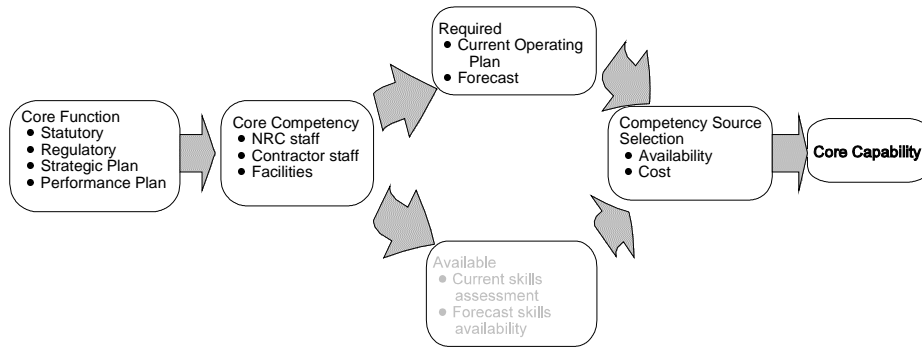 Core Function
● Statutory
● Regulatory
● Strategic Plan
● Performance Plan
Core Competency
● NRC staff
● Contractor staff
● Facilities
Required
● Current Operating
Plan
● Forecast
Available
● Current skills
assessment
● Forecast skills
availability
Competency Source
Selection
● Availability
● Cost
Core Capability